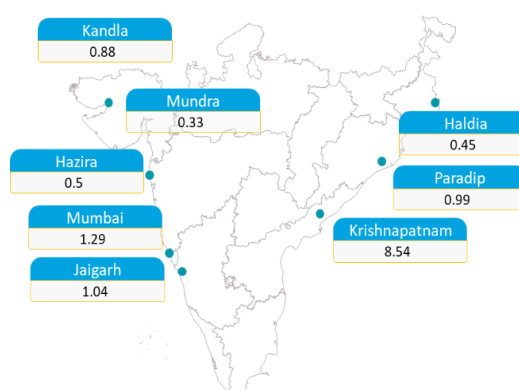 Kandla
0.88
Mundra
0.33
Haldia
0.45
Hazira
0.5
Paradip
0.99
Mumbai
1.29
Krishnapatnam
8.54
Jaigarh
1.04